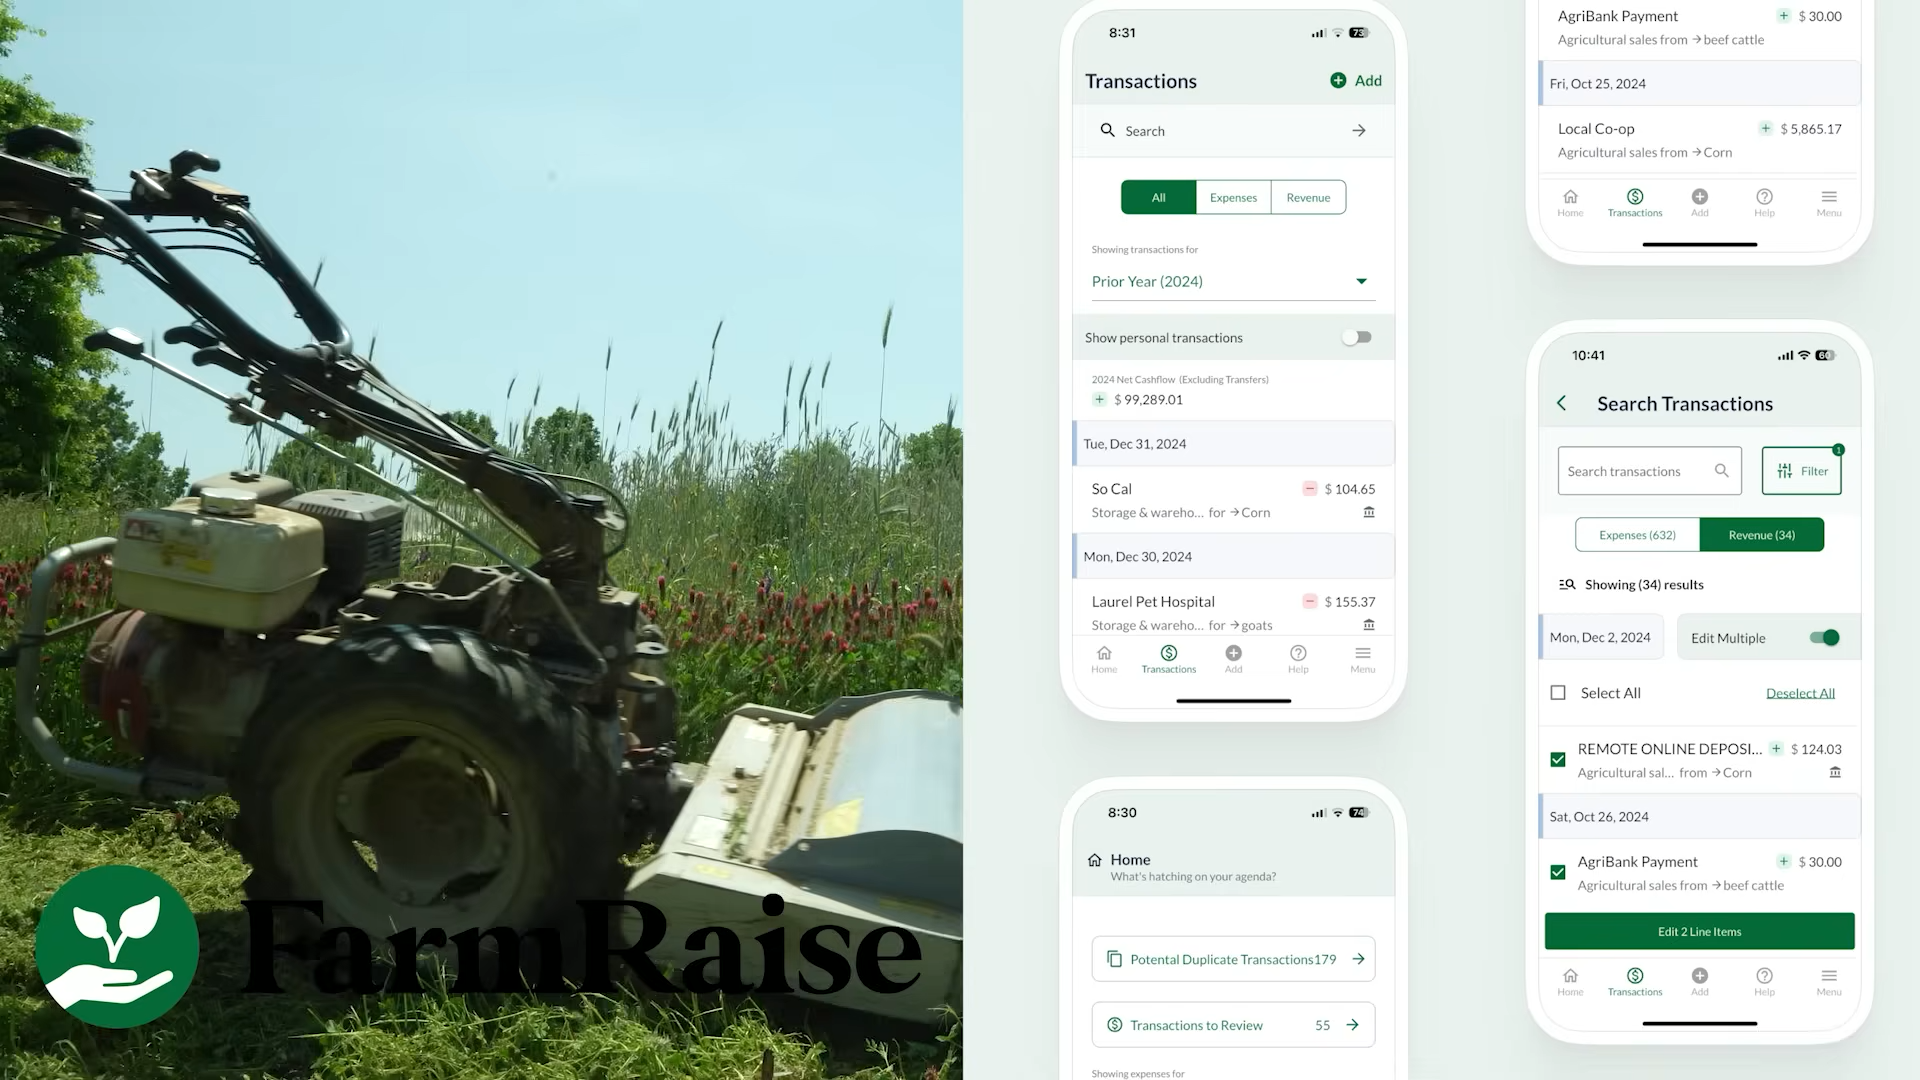 FarmRaise
8:31
73
Transactions
Add
Search
All
Expenses
Revenue
Showing transactions for
Prior Year (2024)
Show personal transactions
2024 Net Cashflow (Excluding Transfers)
+ $ 99,289.01
Tue, Dec 31, 2024
So Cal
− $ 104.65
Storage & wareho... for → Corn
Mon, Dec 30, 2024
Laurel Pet Hospital
− $ 155.37
Storage & wareho... for → goats
Home
Transactions
Add
Help
Menu
8:30
74
Home
What's hatching on your agenda?
Potental Duplicate Transactions179
Transactions to Review 55
Showing expenses for
AgriBank Payment
+ $ 30.00
Agricultural sales from → beef cattle
Fri, Oct 25, 2024
Local Co-op
+ $ 5,865.17
Agricultural sales from → Corn
Home
Transactions
Add
Help
Menu
10:41
Search Transactions
Search transactions
Filter
1
Expenses (632)
Revenue (34)
Showing (34) results
Mon, Dec 2, 2024
Edit Multiple
Select All
Deselect All
REMOTE ONLINE DEPOSI...
+ $ 124.03
Agricultural sal... from → Corn
Sat, Oct 26, 2024
AgriBank Payment
+ $ 30.00
Agricultural sales from → beef cattle
Edit 2 Line Items
Home
Transactions
Add
Help
Menu